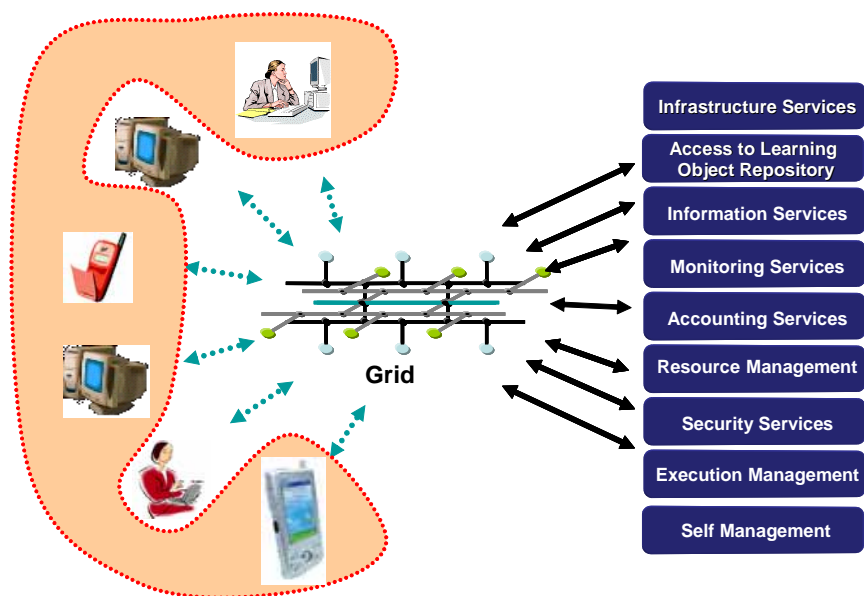 Infrastructure Services
Access to Learning
Object Repository
Information Services
Monitoring Services
Accounting Services
Grid
Resource Management
Security Services
Execution Management
Self Management